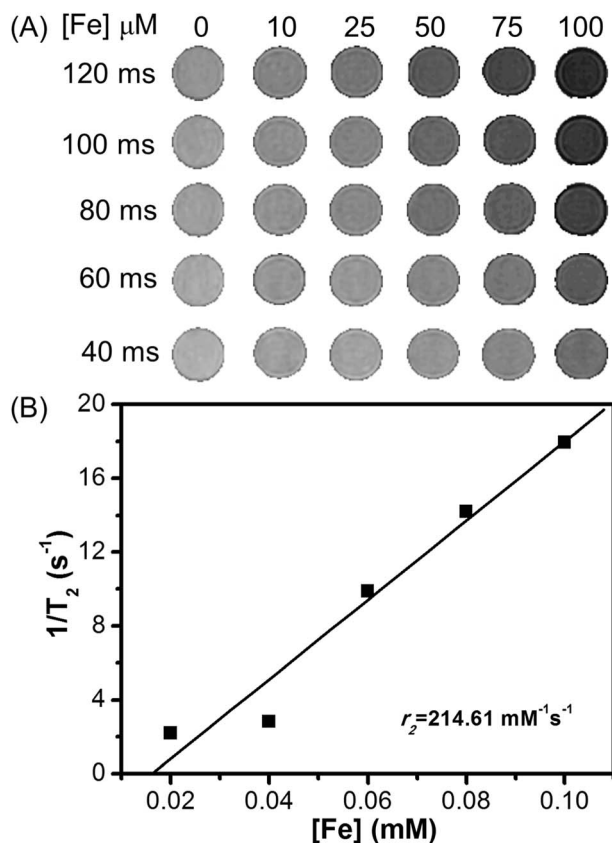 (A) [Fe] μM 0 10 25 50 75 100
120 ms
100 ms
80 ms
60 ms
40 ms
(B)
20
16
12
8
4
0
1/T₂ (s⁻¹)
r₂=214.61 mM⁻¹s⁻¹
0.02 0.04 0.06 0.08 0.10
[Fe] (mM)